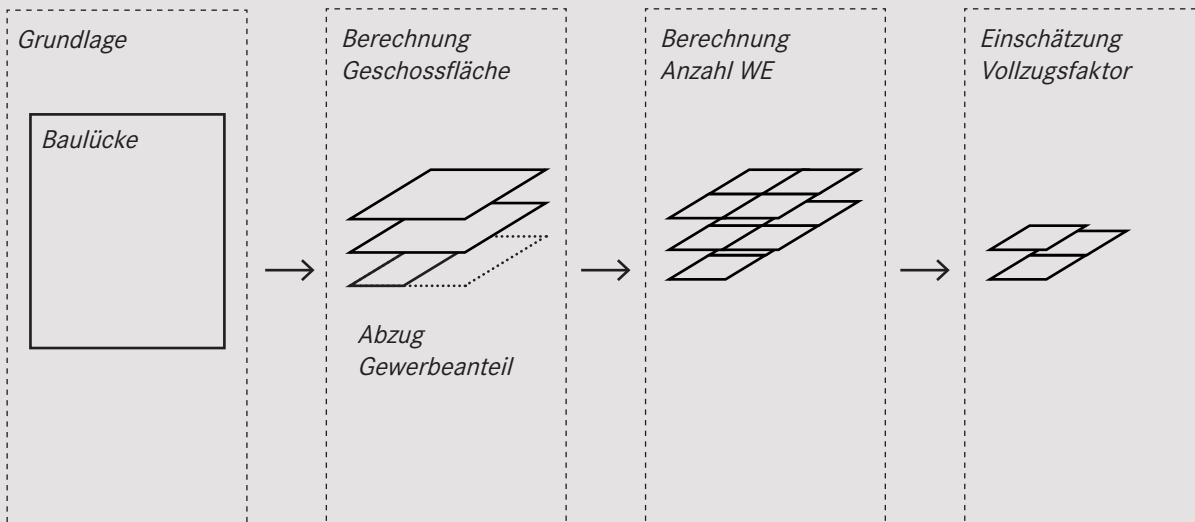 Grundlage
Baulücke
Berechnung
Geschossfläche
Abzug
Gewerbeanteil
Berechnung
Anzahl WE
Einschätzung
Vollzugsfaktor